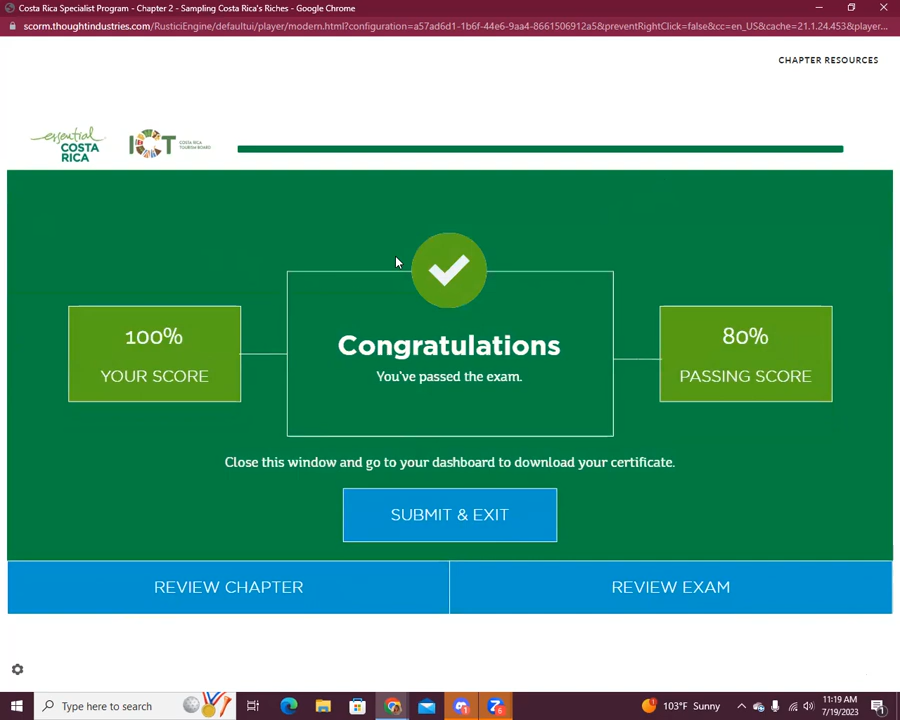 Costa Rica Specialist Program - Chapter 2 - Sampling Costa Rica's Riches - Google Chrome
scorm.thoughtindustries.com/RusticiEngine/defaultui/player/modern.html?configuration=a57ad6d1-1b6f-44e6-9aa4-8661506912a5&preventRightClick=false&cc=en_US&cache=21.1.24.453&player...
CHAPTER RESOURCES
essential
COSTA
RICA
ICT
COSTA RICA
TOURISM BOARD
100%
YOUR SCORE
Congratulations
You've passed the exam.
80%
PASSING SCORE
Close this window and go to your dashboard to download your certificate.
SUBMIT & EXIT
REVIEW CHAPTER
REVIEW EXAM
Type here to search
103°F Sunny
11:19 AM
7/19/2023